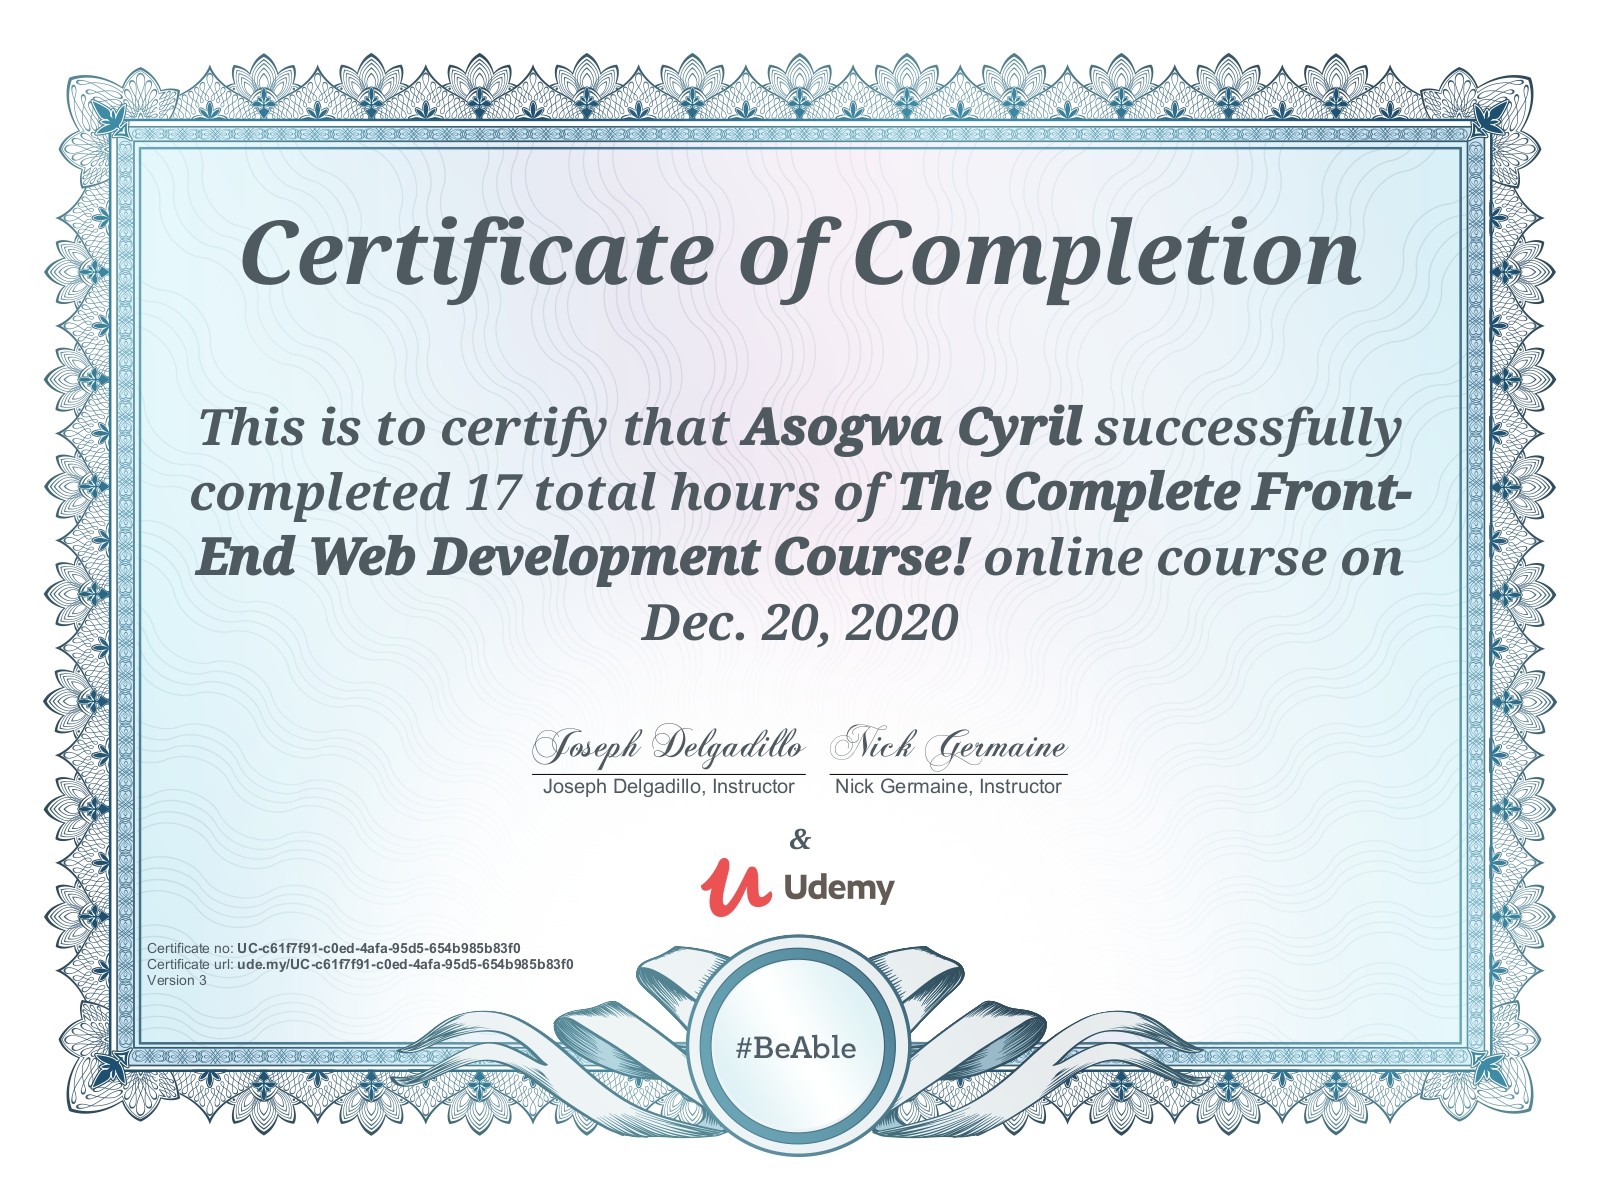 Certificate of Completion
This is to certify that Asogwa Cyril successfully
completed 17 total hours of The Complete Front-
End Web Development Course! online course on
Dec. 20, 2020
Joseph Delgadillo Nick Germaine
Joseph Delgadillo, Instructor Nick Germaine, Instructor
&
Udemy
Certificate no: UC-c61f7f91-c0ed-4afa-95d5-654b985b83f0
Certificate url: ude.my/UC-c61f7f91-c0ed-4afa-95d5-654b985b83f0
Version 3
#BeAble